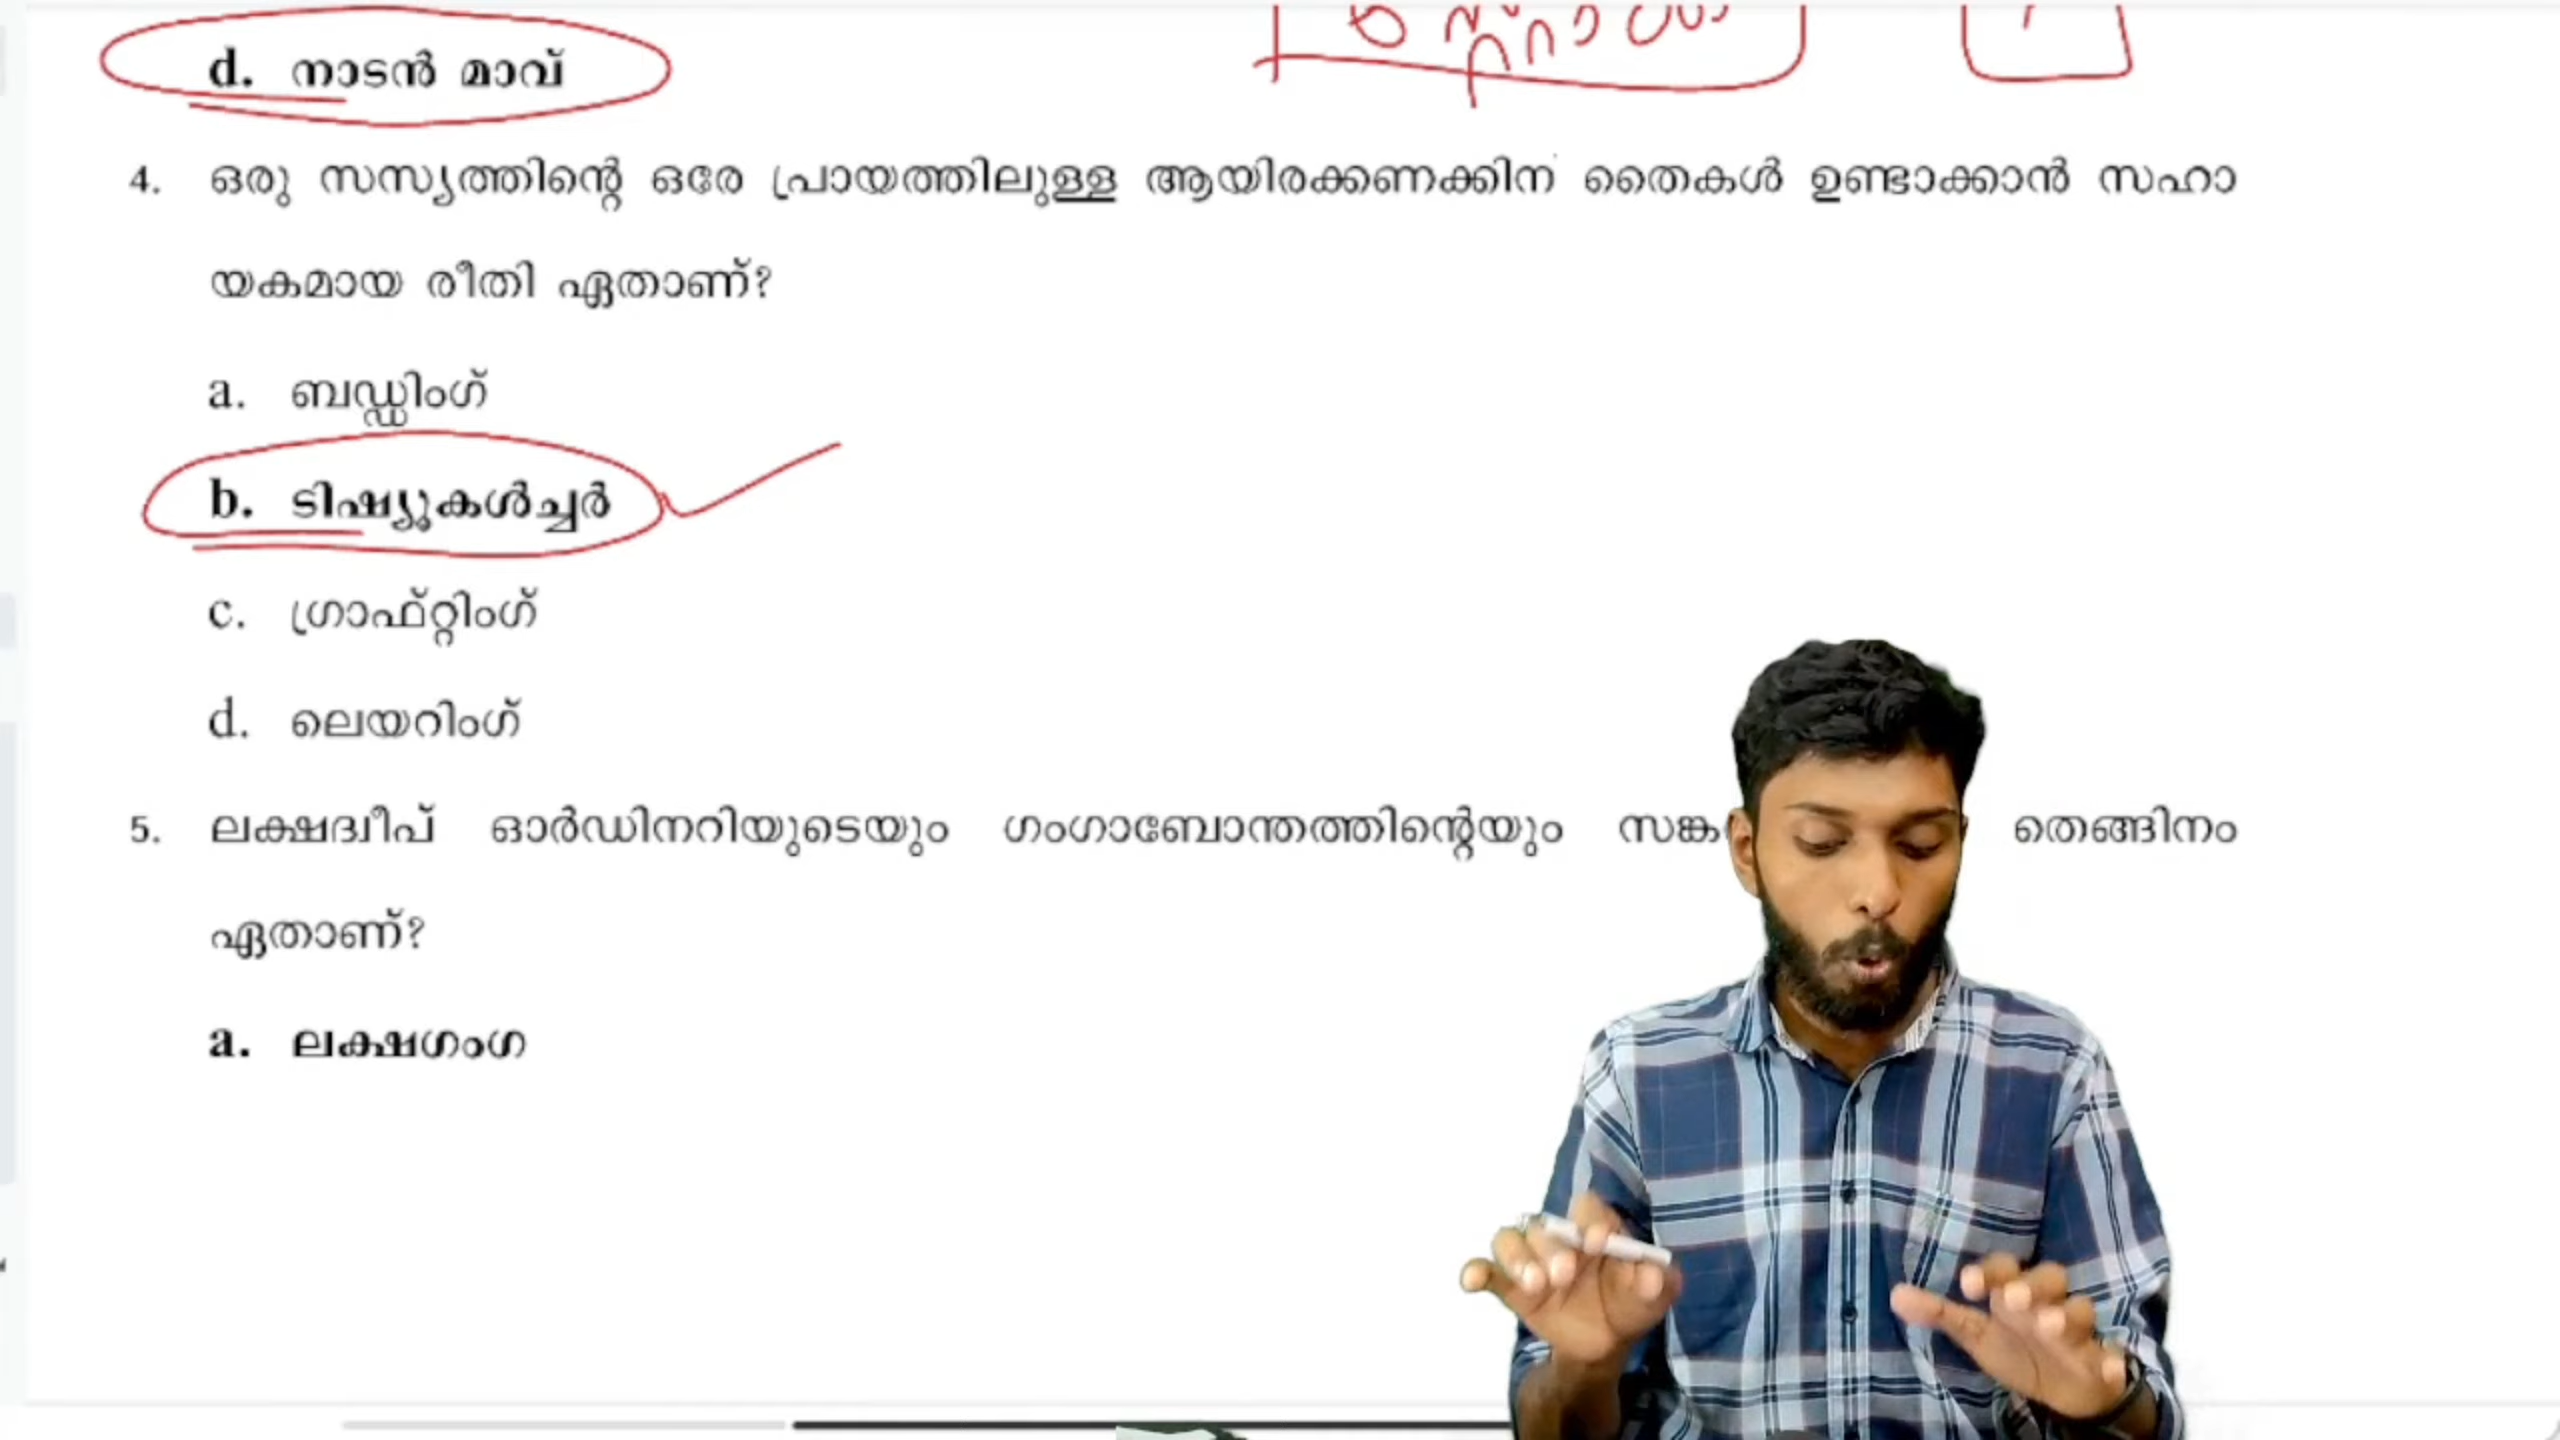 d. നാടൻ മാവ്
4. ഒരു സസ്യത്തിന്റെ ഒരേ പ്രായത്തിലുള്ള ആയിരക്കണക്കിന് തൈകൾ ഉണ്ടാക്കാൻ സഹാ
യകമായ രീതി ഏതാണ്?
a. ബഡ്ഡിംഗ്
b. ടിഷ്യൂകൾച്ചർ
c. ഗ്രാഫ്റ്റിംഗ്
d. ലെയറിംഗ്
5. ലക്ഷദ്വീപ് ഓർഡിനറിയുടെയും ഗംഗാബോന്തത്തിന്റെയും തെങ്ങിനം
ഏതാണ്?
a. ലക്ഷഗംഗ